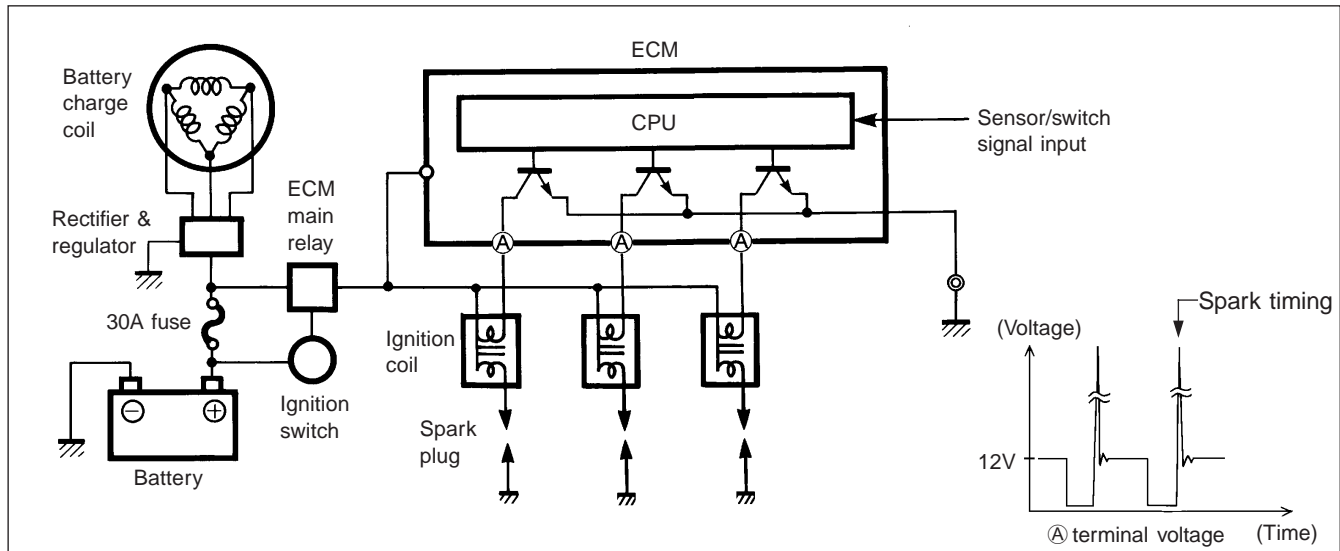 ECM
Battery
charge
coil
CPU
Sensor/switch
signal input
ECM
main
relay
Rectifier &
regulator
A
A
A
30A fuse
Ignition
coil
Ignition
switch
Spark
plug
Battery
Spark timing
(Voltage)
12V
Ⓐ terminal voltage
(Time)